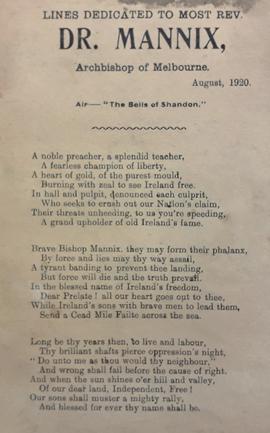 LINES DEDICATED TO MOST REV.
DR. MANNIX,
Archbishop of Melbourne.
August, 1920.
Air—"The Bells of Shandon."
A noble preacher, a splendid teacher,
A fearless champion of liberty,
A heart of gold, of the purest mould,
Burning with zeal to see Ireland free.
In hall and pulpit, denounced each culprit,
Who seeks to crush out our Nation's claim,
Their threats unheeding, to us you're speeding,
A grand upholder of old Ireland's fame.
Brave Bishop Mannix, they may form their phalanx,
By force and lies may thy way assail,
A tyrant banding to prevent thee landing,
But force will die and the truth prevail.
In the blessed name of Ireland's freedom,
Dear Prelate! all our heart goes opt to thee,
While Ireland's sons with brave men to lead them,
Send a Cead Mile Failte across the sea.
Long be thy years then, to live and labour,
Thy brilliant shafts pierce oppression's night,
"Do unto me as thou would thy neighbour,"
And wrong shall fail before the cause of right.
And when the sun shines o'er hill and valley,
Of our dear land, Independent, Free!
Our sons shall muster a mighty rally,
And blessed for ever thy name shall be.